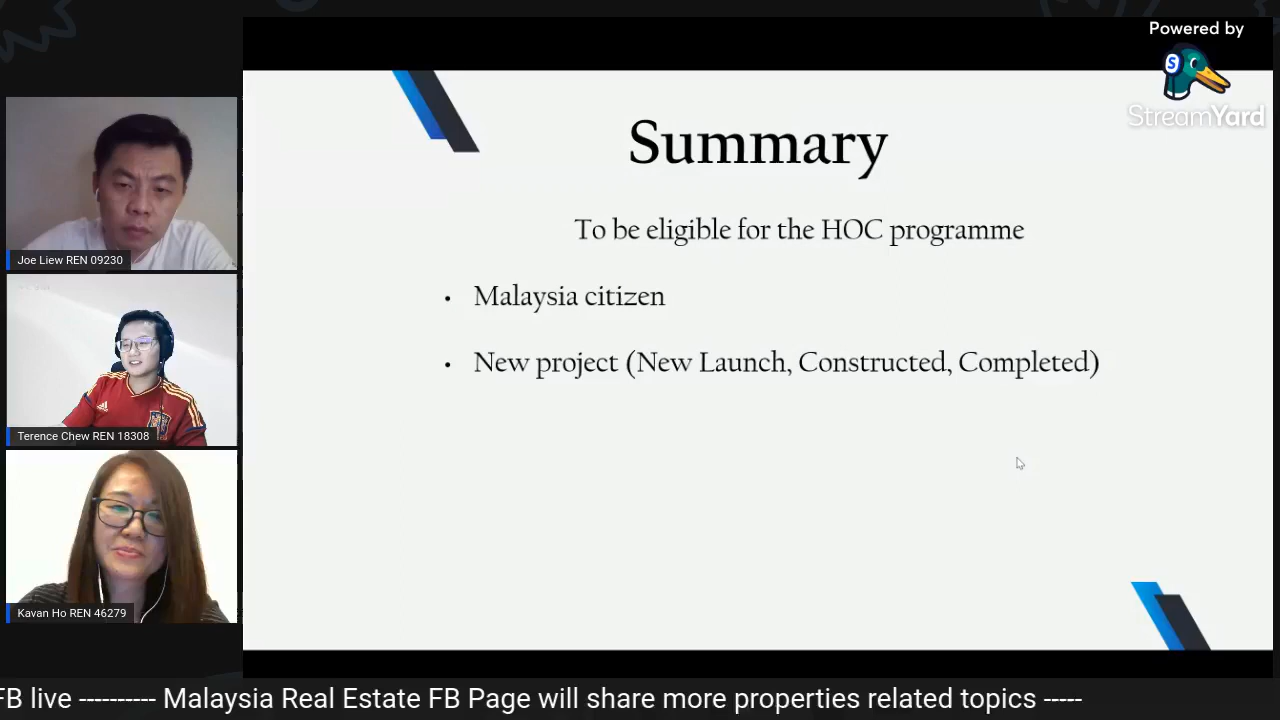 Powered by
StreamYard
Summary
To be eligible for the HOC programme
• Malaysia citizen
• New project (New Launch, Constructed, Completed)
Joe Liew REN 09230
Terence Chew REN 18308
Kavan Ho REN 46279
FB live ---------- Malaysia Real Estate FB Page will share more properties related topics -----